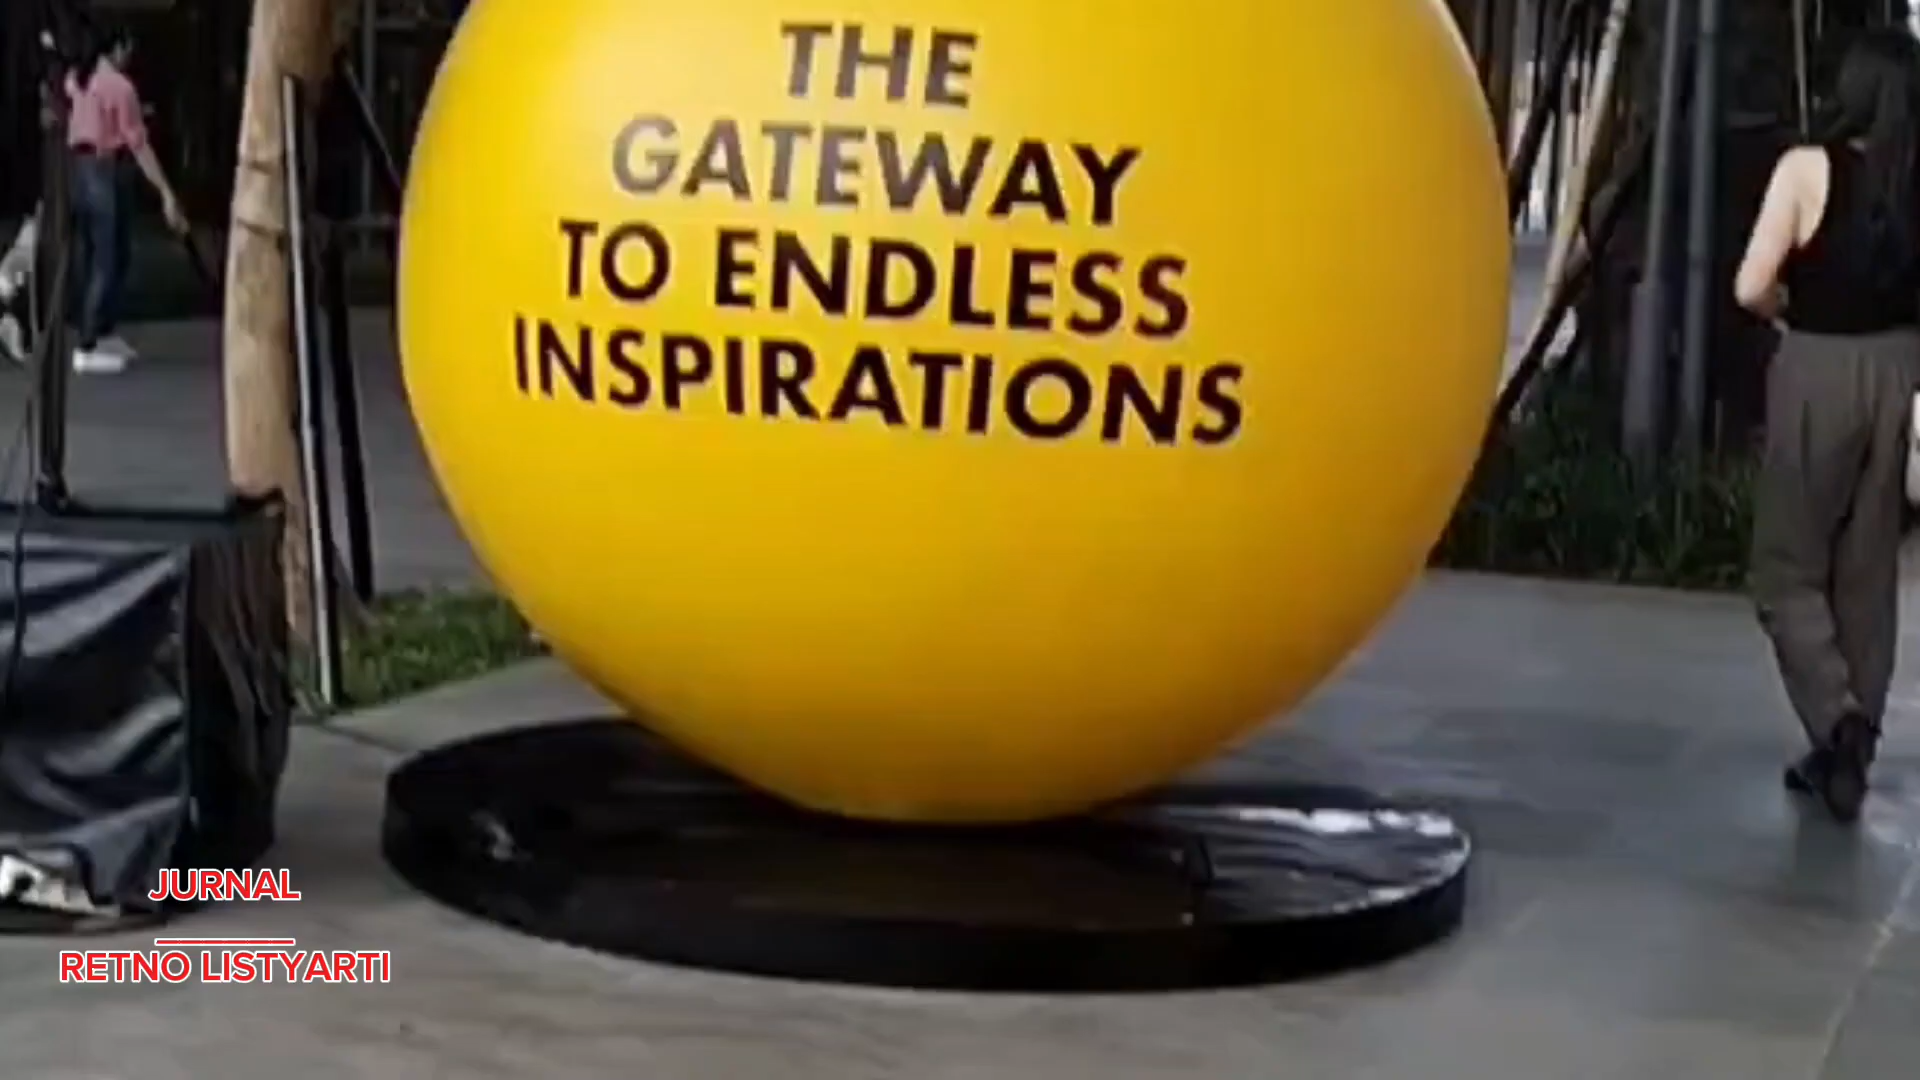 THE
GATEWAY
TO ENDLESS
INSPIRATIONS
JURNAL
RETNO LISTYARTI